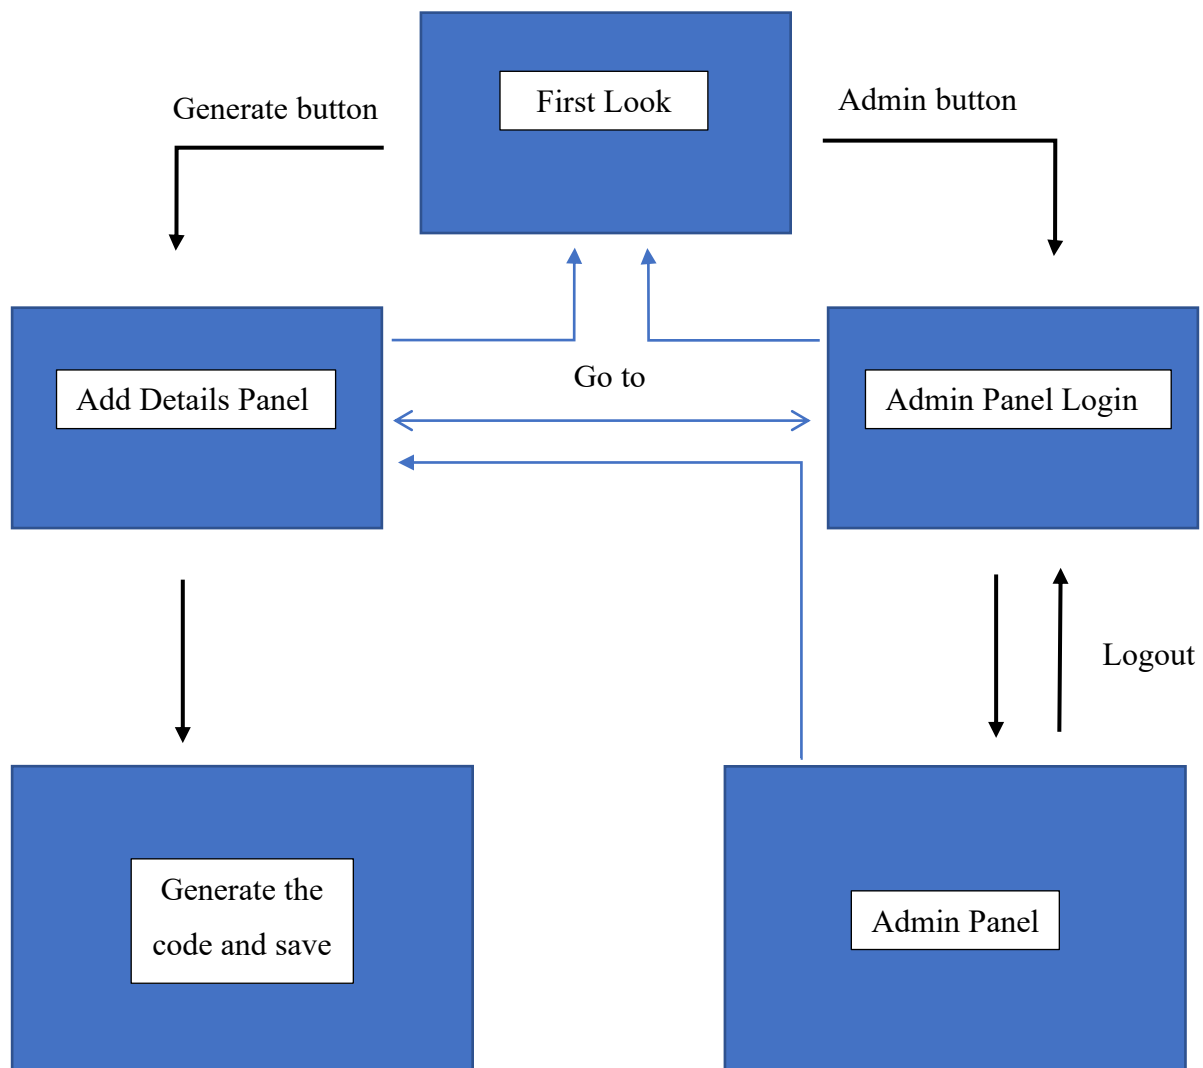 First Look
Generate button
Admin button
Add Details Panel
Go to
Admin Panel Login
Logout
Generate the
code and save
Admin Panel